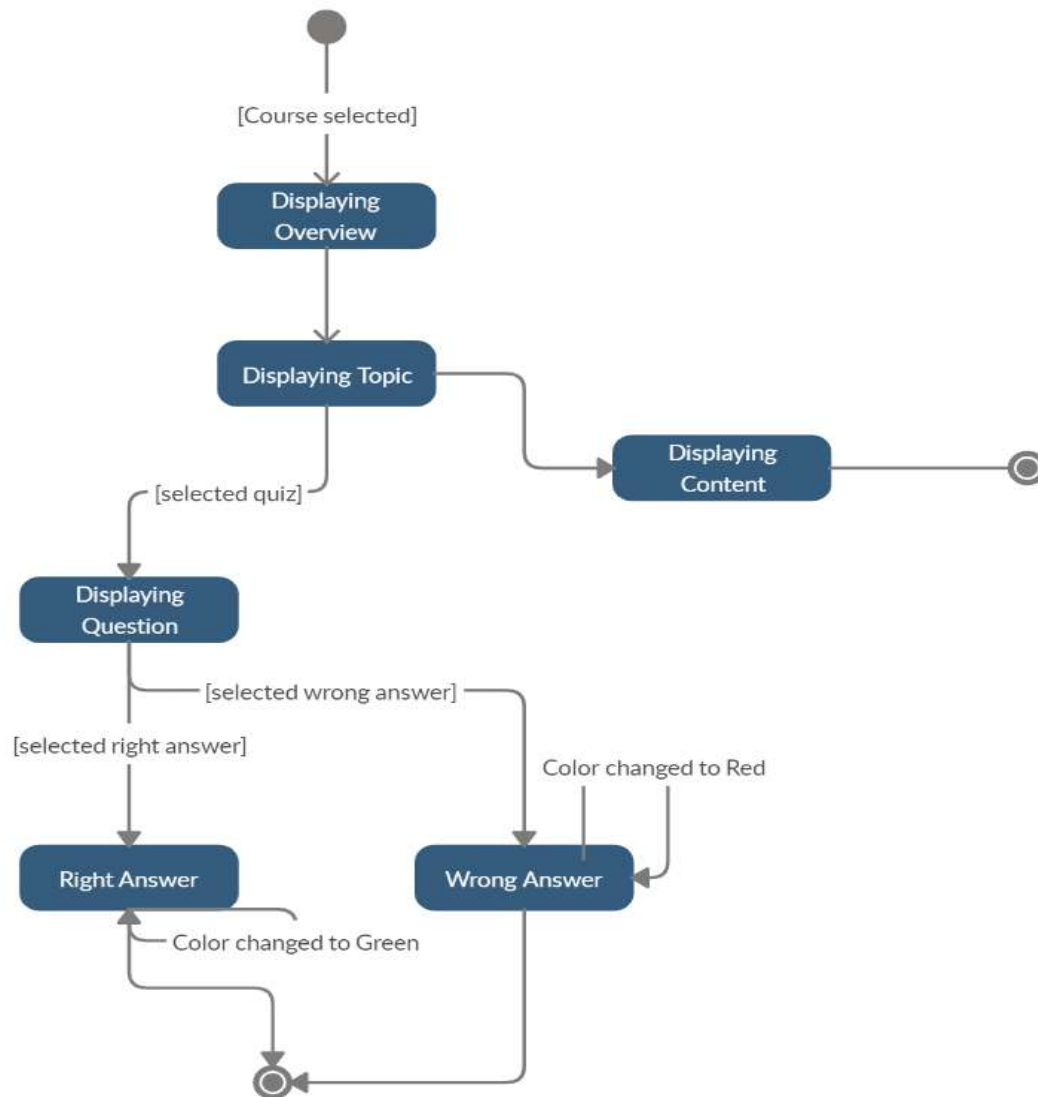 [Course selected]
Displaying
Overview
Displaying Topic
Displaying
Content
[selected quiz]
Displaying
Question
[selected wrong answer]
[selected right answer]
Color changed to Red
Right Answer
Wrong Answer
Color changed to Green